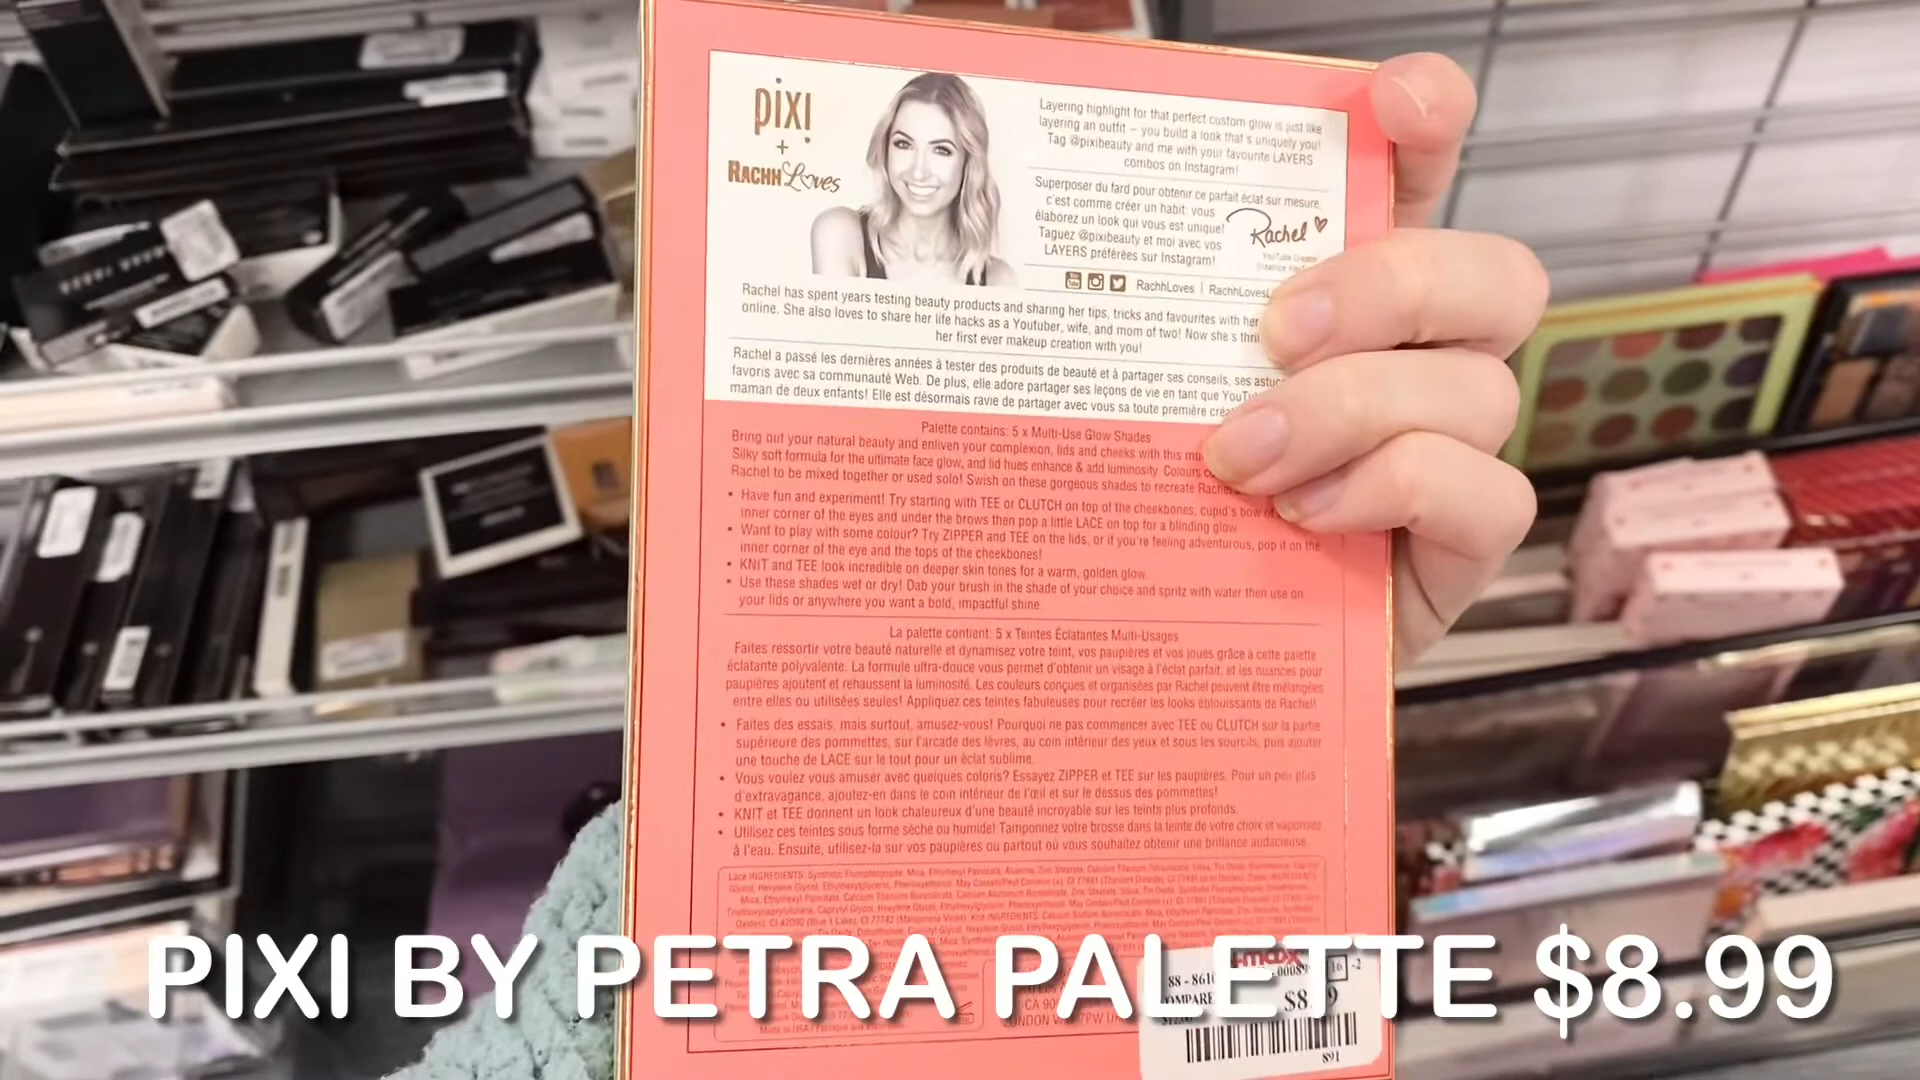 pixi
+
RACHH Loves
Layering highlight for that perfect custom glow is just like
layering an outfit – you build a look that's uniquely you!
Tag @pixibeauty and me with your favourite LAYERS
combos on Instagram!
Superposer du fard pour obtenir ce parfait éclat sur mesure,
c'est comme créer un habit: vous
élaborez un look qui vous est unique!
Taguez @pixibeauty et moi avec vos
LAYERS préférées sur Instagram!
Rachel
YouTube Creator
RachhLoves | RachhLovesL
Rachel has spent years testing beauty products and sharing her tips, tricks and favourites with her
online. She also loves to share her life hacks as a Youtuber, wife, and mom of two! Now she's
her first ever makeup creation with you!
Rachel a passé les dernières années à tester des produits de beauté et à partager ses conseils, ses
favoris avec sa communauté Web. De plus, elle adore partager ses leçons de vie en tant que
maman de deux enfants! Elle est désormais ravie de partager avec vous sa toute première
Palette contains: 5 x Multi-Use Glow Shades
Bring out your natural beauty and enliven your complexion, lids and cheeks with this
Silky soft formula for the ultimate face glow, and lid hues enhance & add luminosity. Colours
Rachel to be mixed together or used solo! Swish on these gorgeous shades to recreate
• Have fun and experiment! Try starting with TEE or CLUTCH on top of the cheekbones, cupid's bow
inner corner of the eyes and under the brows then pop a little LACE on top for a blinding glow.
• Want to play with some colour? Try ZIPPER and TEE on the lids, or if you're feeling adventurous, pop it on the
inner corner of the eye and the tops of the cheekbones!
• KNIT and TEE look incredible on deeper skin tones for a warm, golden glow.
• Use these shades wet or dry! Dab your brush in the shade of your choice and spritz with water then use on
your lids or anywhere you want a bold, impactful shine.
La palette contient: 5 x Teintes Éclatantes Multi-Usages
Faites ressortir votre beauté naturelle et dynamisez votre teint, vos paupières et vos joues grâce à cette palette
éclatante polyvalente. La formule ultra-douce vous permet d'obtenir un visage à l'éclat parfait, et les nuances pour
paupières ajoutent et rehaussent la luminosité. Les couleurs conçues et organisées par Rachel peuvent être mélangées
entre elles ou utilisées seules! Appliquez ces teintes fabuleuses pour recréer les looks éblouissants de Rachel!
• Faites des essais, mais surtout, amusez-vous! Pourquoi ne pas commencer avec TEE ou CLUTCH sur la partie
supérieure des pommettes, sur l'arcade des lèvres, au coin intérieur des yeux et sous les sourcils, puis ajouter
une touche de LACE sur le tout pour un éclat sublime.
• Vous voulez vous amuser avec quelques coloris? Essayez ZIPPER et TEE sur les paupières. Pour un peu plus
d'extravagance, ajoutez-en dans le coin intérieur de l'œil et sur le dessus des pommettes!
• KNIT et TEE donnent un look chaleureux d'une beauté incroyable sur les teints plus profonds.
• Utilisez ces teintes sous forme sèche ou humide! Tamponnez votre brosse dans la teinte de votre choix et vaporisez
à l'eau. Ensuite, utilisez-la sur vos paupières ou partout où vous souhaitez obtenir une brillance audacieuse.
Lace INGREDIENTS: Synthetic Fluorphlogopite, Mica, Ethylhexyl Palmitate
PIXI BY PETRA PALETTE $8.99
891